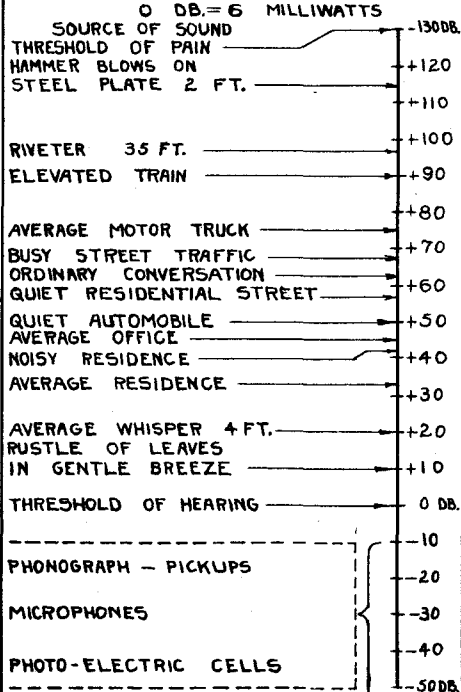 0 DB.= 6 MILLIWATTS
SOURCE OF SOUND
THRESHOLD OF PAIN
-130DB.
HAMMER BLOWS ON
+120
STEEL PLATE 2 FT.
+110
+100
RIVETER 35 FT.
ELEVATED TRAIN
+90
+80
AVERAGE MOTOR TRUCK
+70
BUSY STREET TRAFFIC
ORDINARY CONVERSATION
+60
QUIET RESIDENTIAL STREET
QUIET AUTOMOBILE
+50
AVERAGE OFFICE
NOISY RESIDENCE
+40
AVERAGE RESIDENCE
+30
AVERAGE WHISPER 4 FT.
+20
RUSTLE OF LEAVES
IN GENTLE BREEZE
+10
THRESHOLD OF HEARING
0 DB.
-10
PHONOGRAPH - PICKUPS
-20
MICROPHONES
-30
-40
PHOTO-ELECTRIC CELLS
-50DB